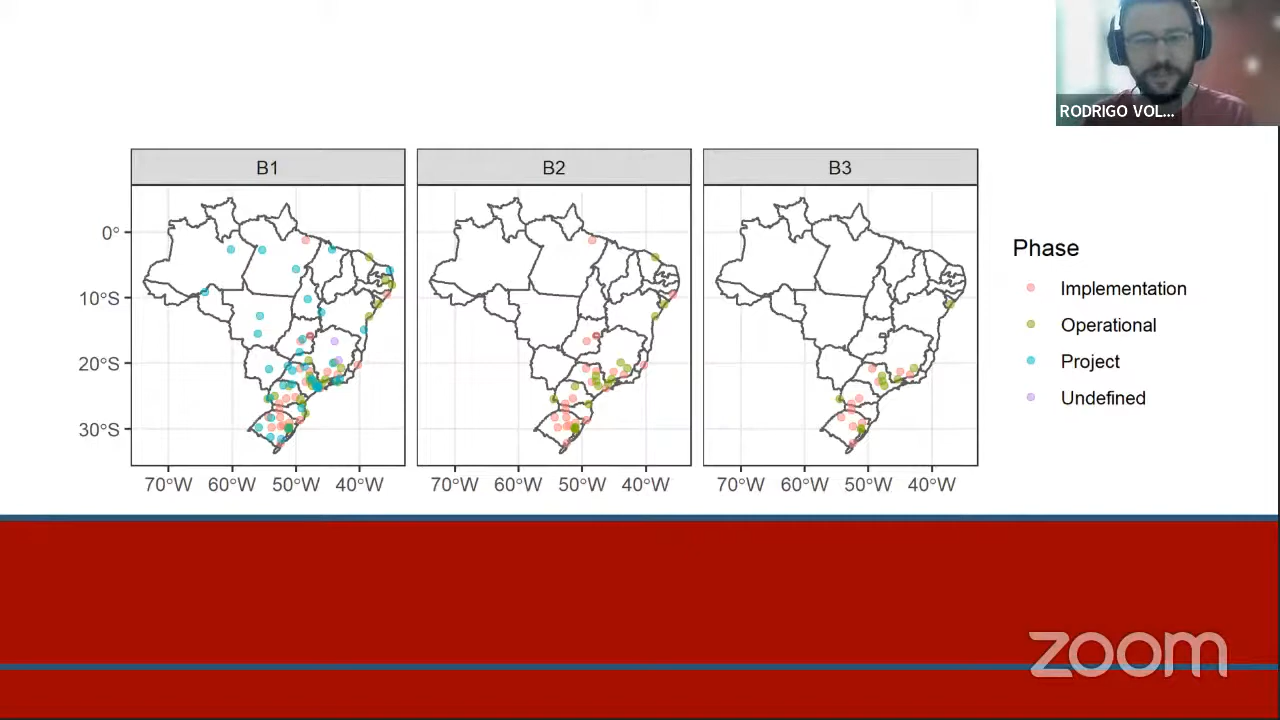 RODRIGO VOL...
B1
B2
B3
0°
10°S
20°S
30°S
70°W 60°W 50°W 40°W
70°W 60°W 50°W 40°W
70°W 60°W 50°W 40°W
Phase
Implementation
Operational
Project
Undefined
zoom